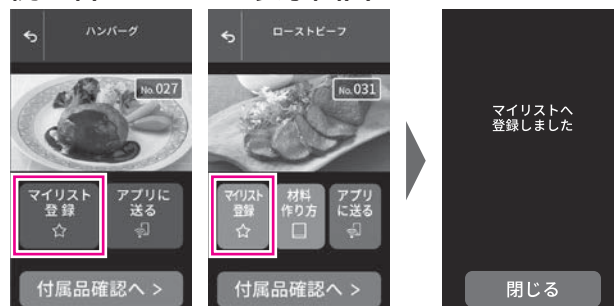 ハンバーグ
No.027
マイリスト
登録
アプリに
送る
付属品確認へ >
ローストビーフ
No.031
マイリスト
登録
材料
作り方
アプリ
に送る
付属品確認へ >
マイリストへ
登録しました
閉じる